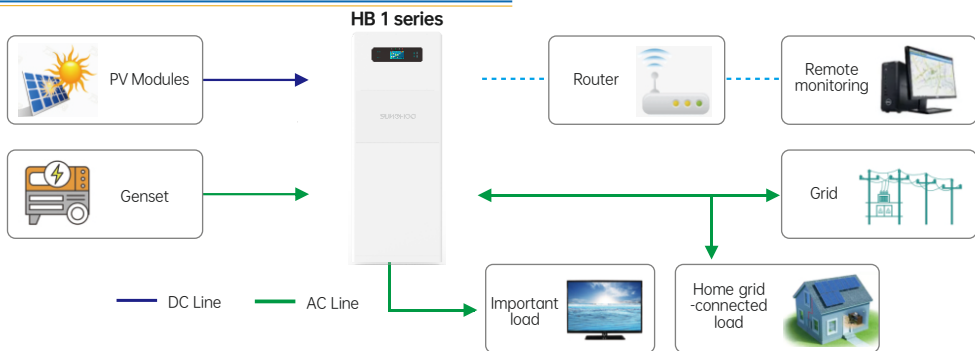 HB 1 series
PV Modules
Router
Remote
monitoring
Genset
Grid
DC Line
AC Line
Important
load
Home grid
-connected
load